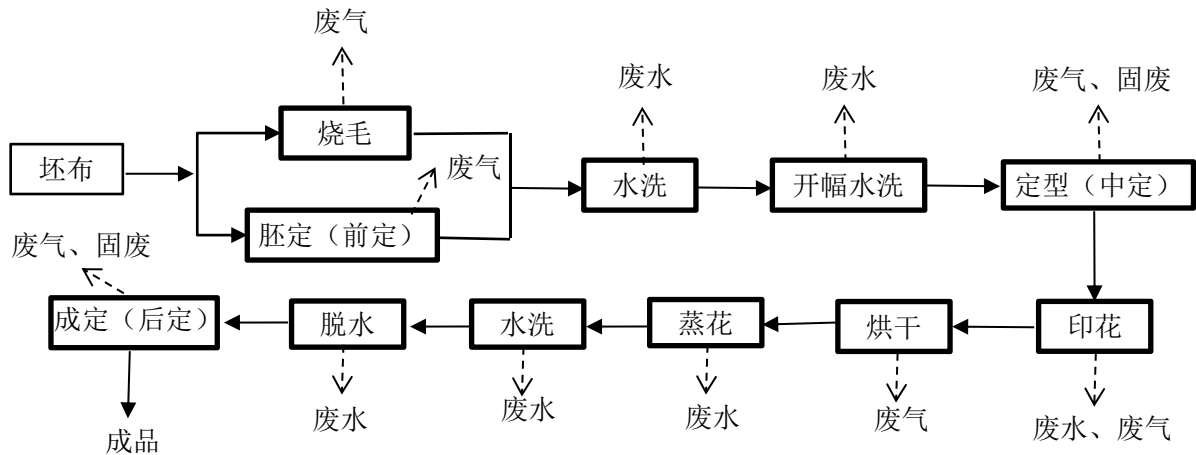 废气
废水
废水
废气、固废
烧毛
坯布
废气
水洗
开幅水洗
定型（中定）
胚定（前定）
废气、固废
成定（后定）
脱水
水洗
蒸花
烘干
印花
成品
废水
废水
废水
废气
废水、废气